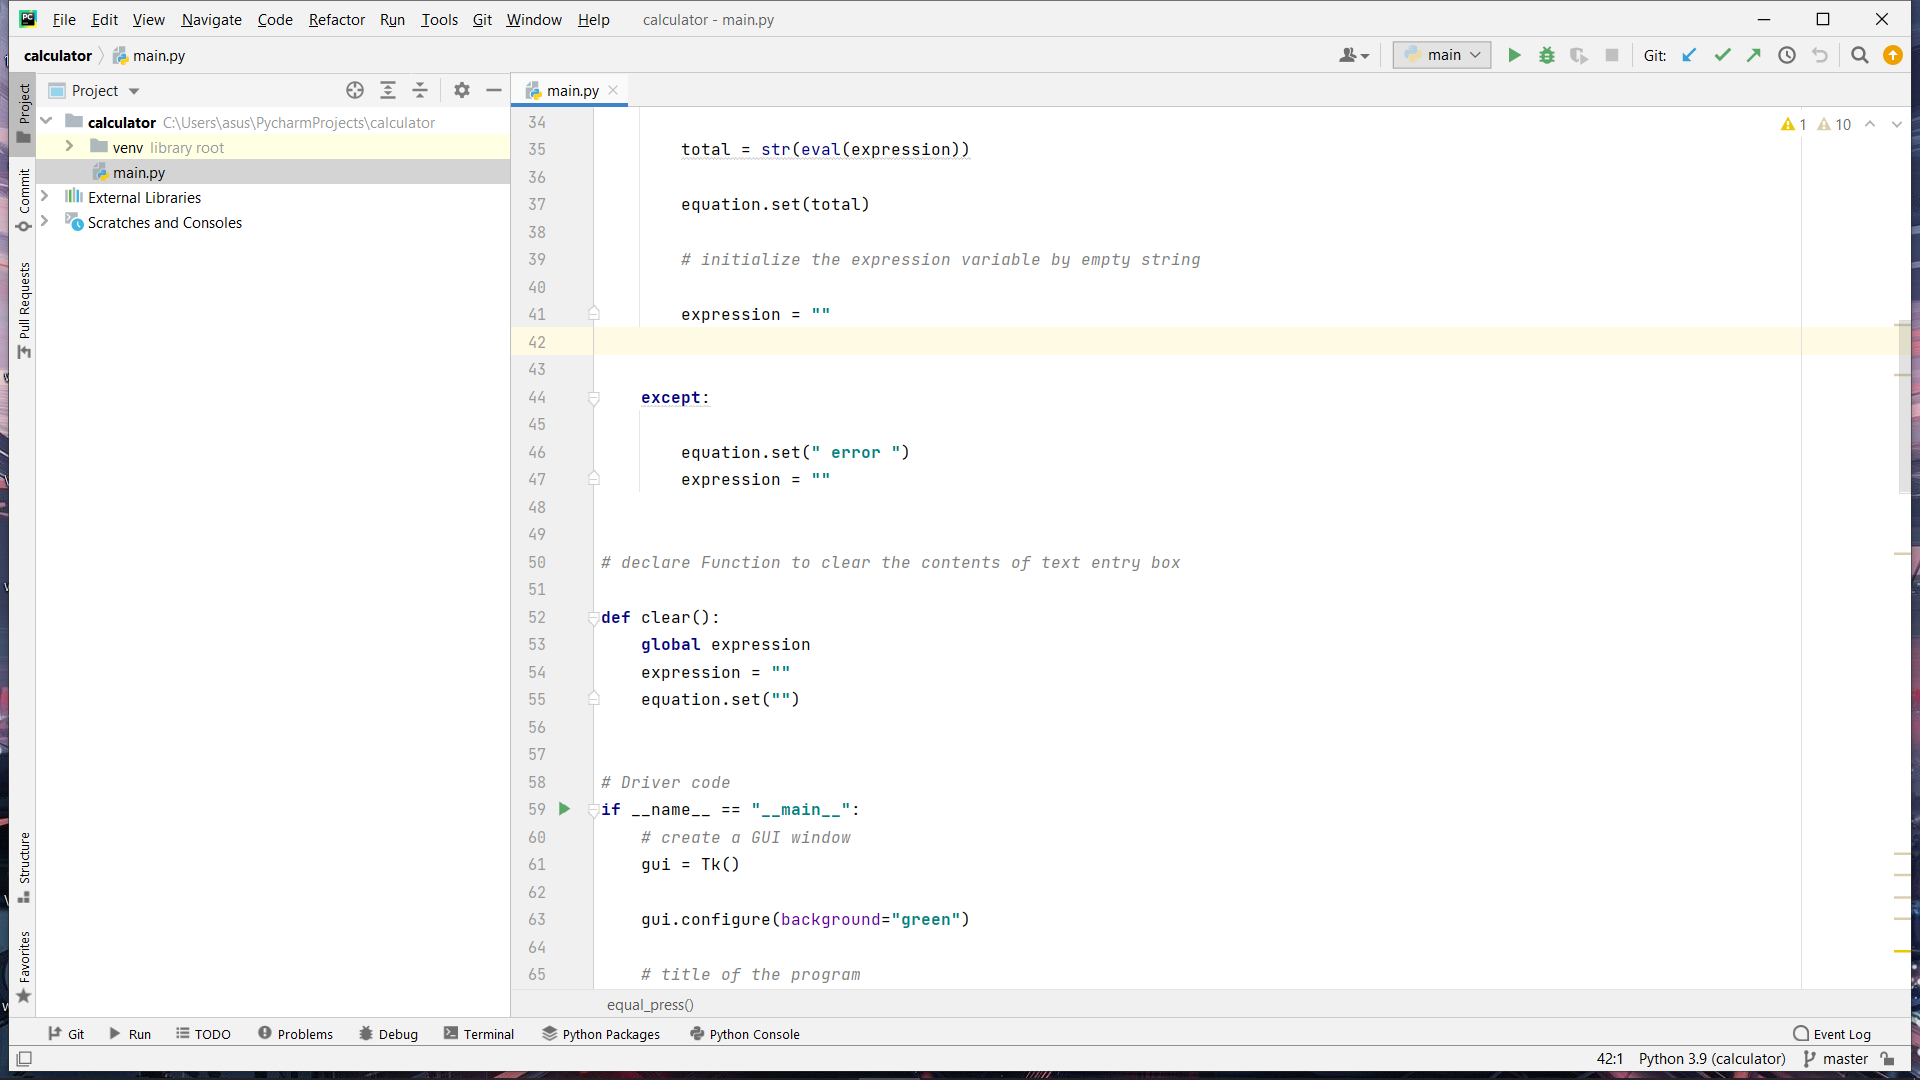 PC File Edit View Navigate Code Refactor Run Tools Git Window Help calculator - main.py
calculator main.py main Git:
Project main.py
calculator C:\Users\asus\PycharmProjects\calculator
venv library root
main.py
External Libraries
Scratches and Consoles
Project
Commit
Pull Requests
Structure
Favorites
1 10
34
35 total = str(eval(expression))
36
37 equation.set(total)
38
39 # initialize the expression variable by empty string
40
41 expression = ""
42
43
44 except:
45
46 equation.set(" error ")
47 expression = ""
48
49
50 # declare Function to clear the contents of text entry box
51
52 def clear():
53 global expression
54 expression = ""
55 equation.set("")
56
57
58 # Driver code
59 if __name__ == "__main__":
60 # create a GUI window
61 gui = Tk()
62
63 gui.configure(background="green")
64
65 # title of the program
equal_press()
Git Run TODO Problems Debug Terminal Python Packages Python Console Event Log
42:1 Python 3.9 (calculator) master